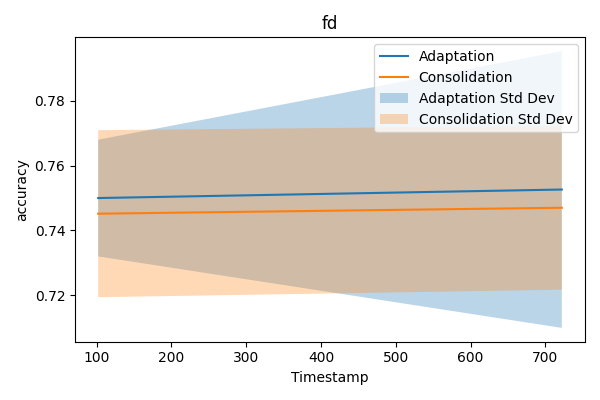 fd
Adaptation
Consolidation
Adaptation Std Dev
Consolidation Std Dev
accuracy
0.78
0.76
0.74
0.72
100 200 300 400 500 600 700
Timestamp